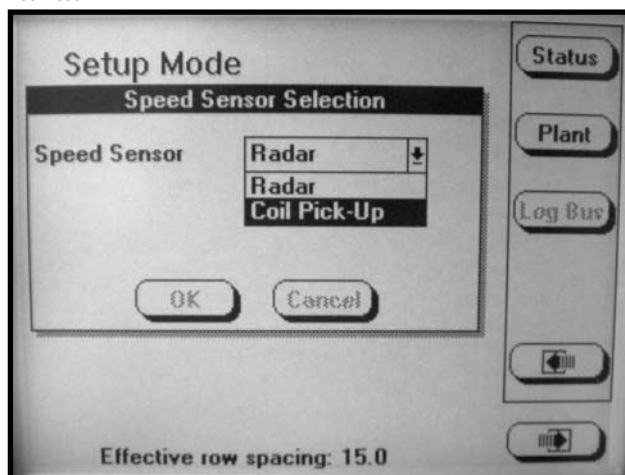 Setup Mode
Speed Sensor Selection
Speed Sensor
Radar
Radar
Coil Pick-Up
OK
Cancel
Effective row spacing: 15.0
Status
Plant
Log Bus